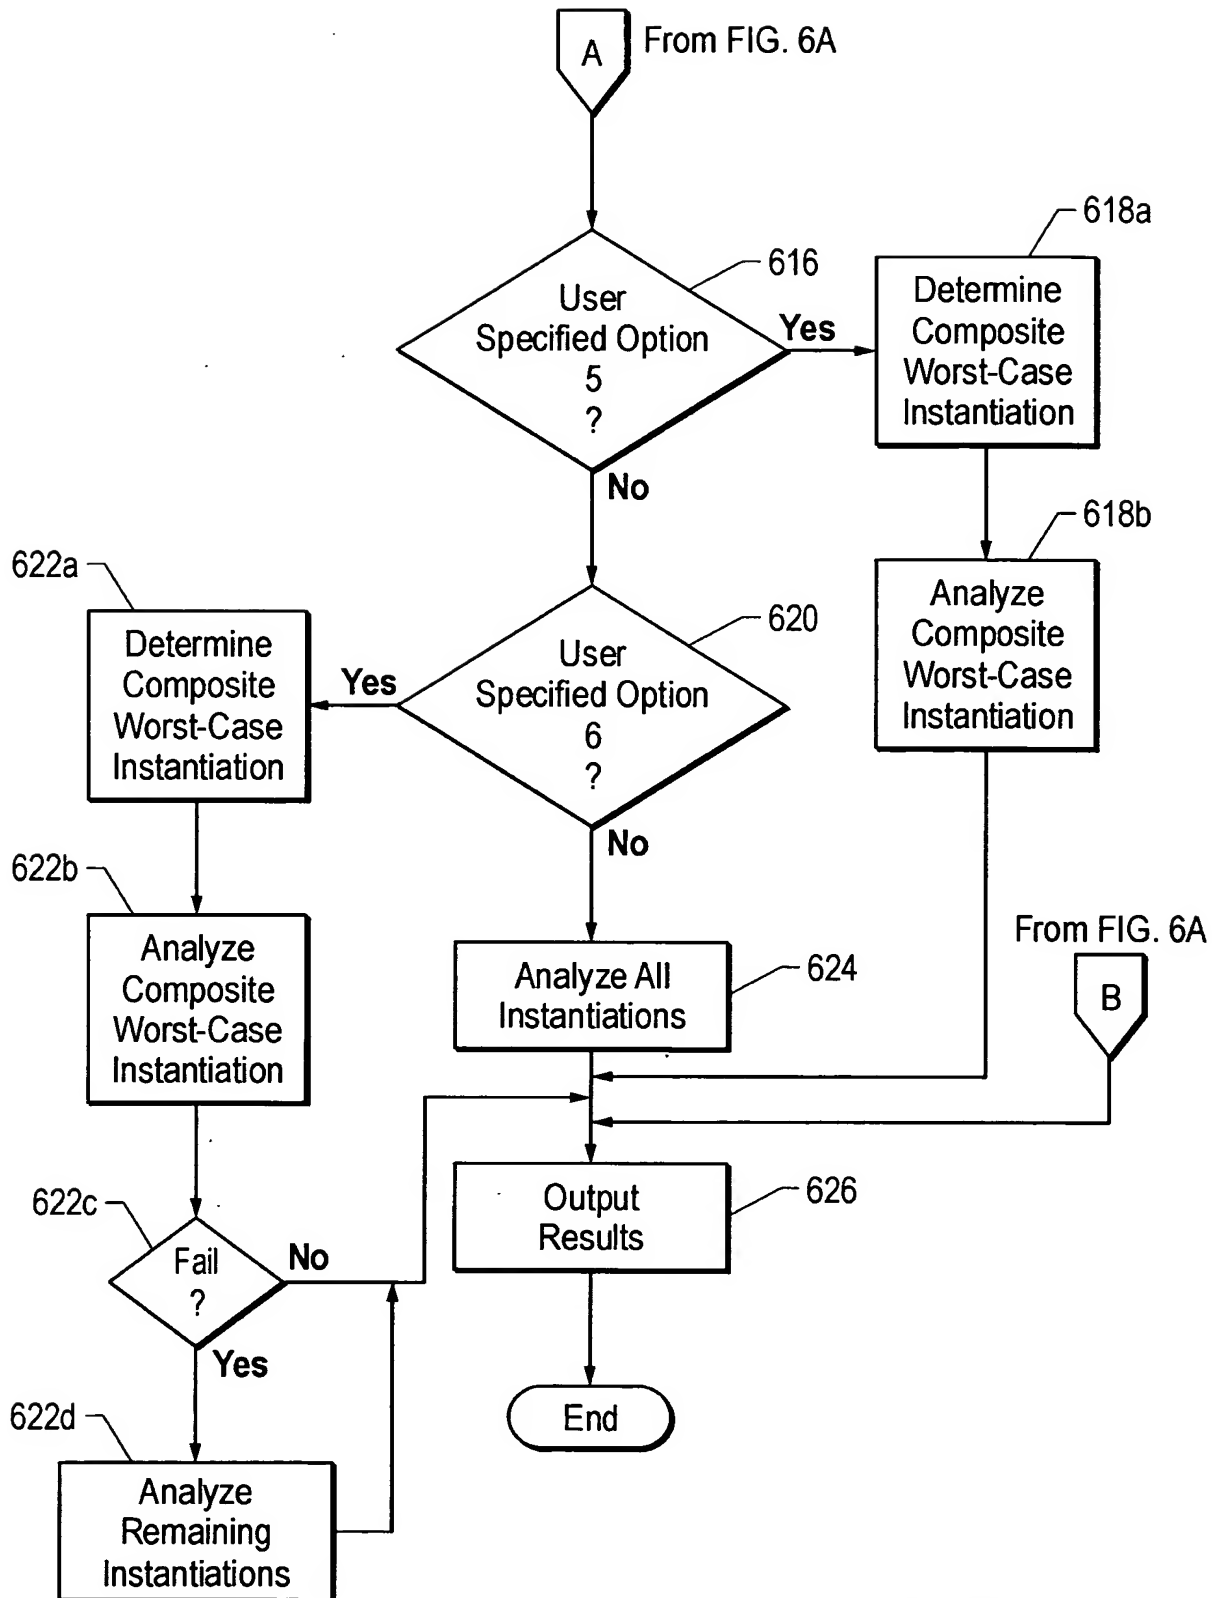 A
From FIG. 6A
616
User
Specified Option
5
?
Yes
No
618a
Determine
Composite
Worst-Case
Instantiation
618b
Analyze
Composite
Worst-Case
Instantiation
620
User
Specified Option
6
?
Yes
No
622a
Determine
Composite
Worst-Case
Instantiation
622b
Analyze
Composite
Worst-Case
Instantiation
624
Analyze All
Instantiations
From FIG. 6A
B
622c
Fail
?
No
Yes
626
Output
Results
622d
Analyze
Remaining
Instantiations
End